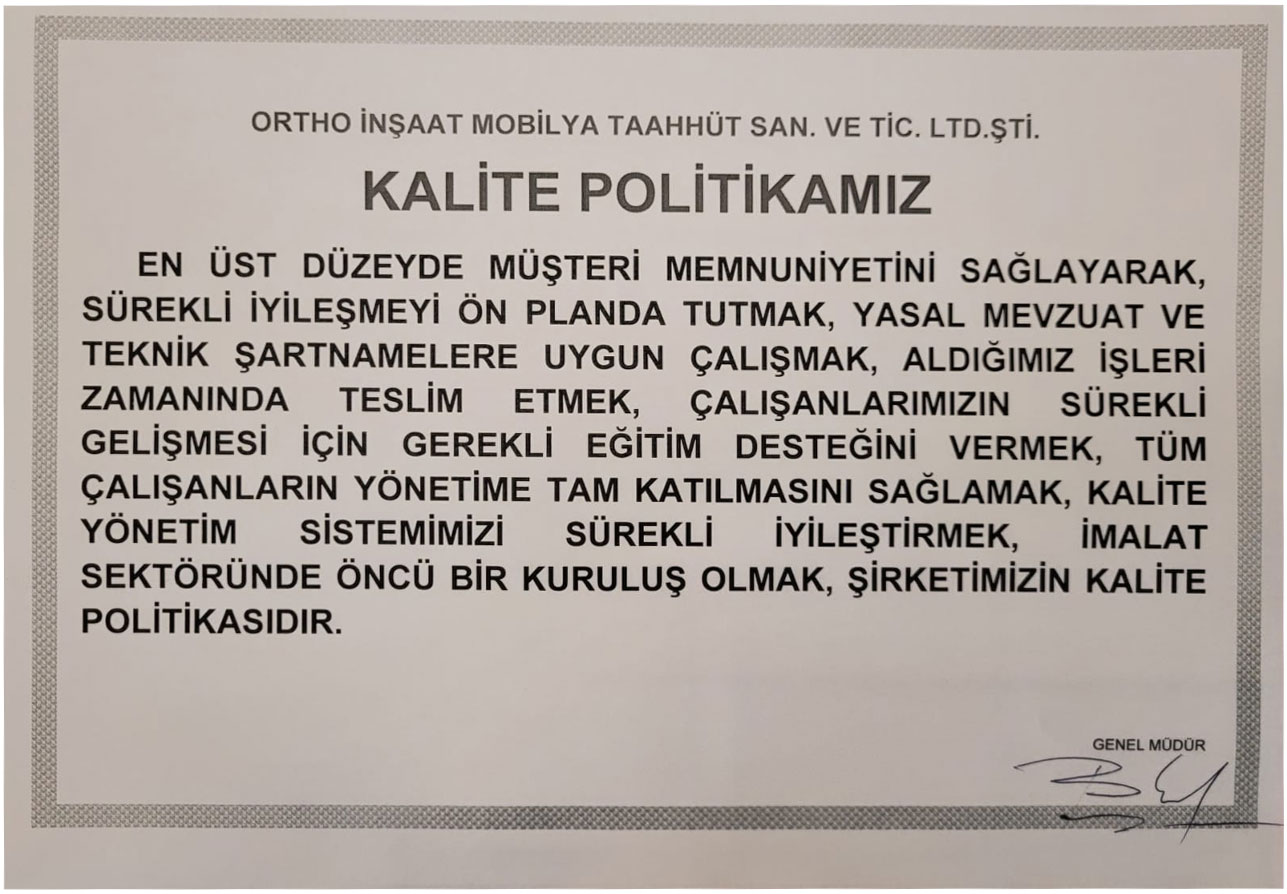 ORTHO İNŞAAT MOBİLYA TAAHHÜT SAN. VE TİC. LTD.ŞTİ.
KALİTE POLİTİKAMIZ
EN ÜST DÜZEYDE MÜŞTERİ MEMNUNİYETİNİ SAĞLAYARAK,
SÜREKLİ İYİLEŞMEYİ ÖN PLANDA TUTMAK, YASAL MEVZUAT VE
TEKNİK ŞARTNAMELERE UYGUN ÇALIŞMAK, ALDIĞIMIZ İŞLERİ
ZAMANINDA TESLİM ETMEK, ÇALIŞANLARIMIZIN SÜREKLİ
GELİŞMESİ İÇİN GEREKLİ EĞİTİM DESTEĞİNİ VERMEK, TÜM
ÇALIŞANLARIN YÖNETİME TAM KATILMASINI SAĞLAMAK, KALİTE
YÖNETİM SİSTEMİMİZİ SÜREKLİ İYİLEŞTİRMEK, İMALAT
SEKTÖRÜNDE ÖNCÜ BİR KURULUŞ OLMAK, ŞİRKETİMİZİN KALİTE
POLİTİKASIDIR.
GENEL MÜDÜR